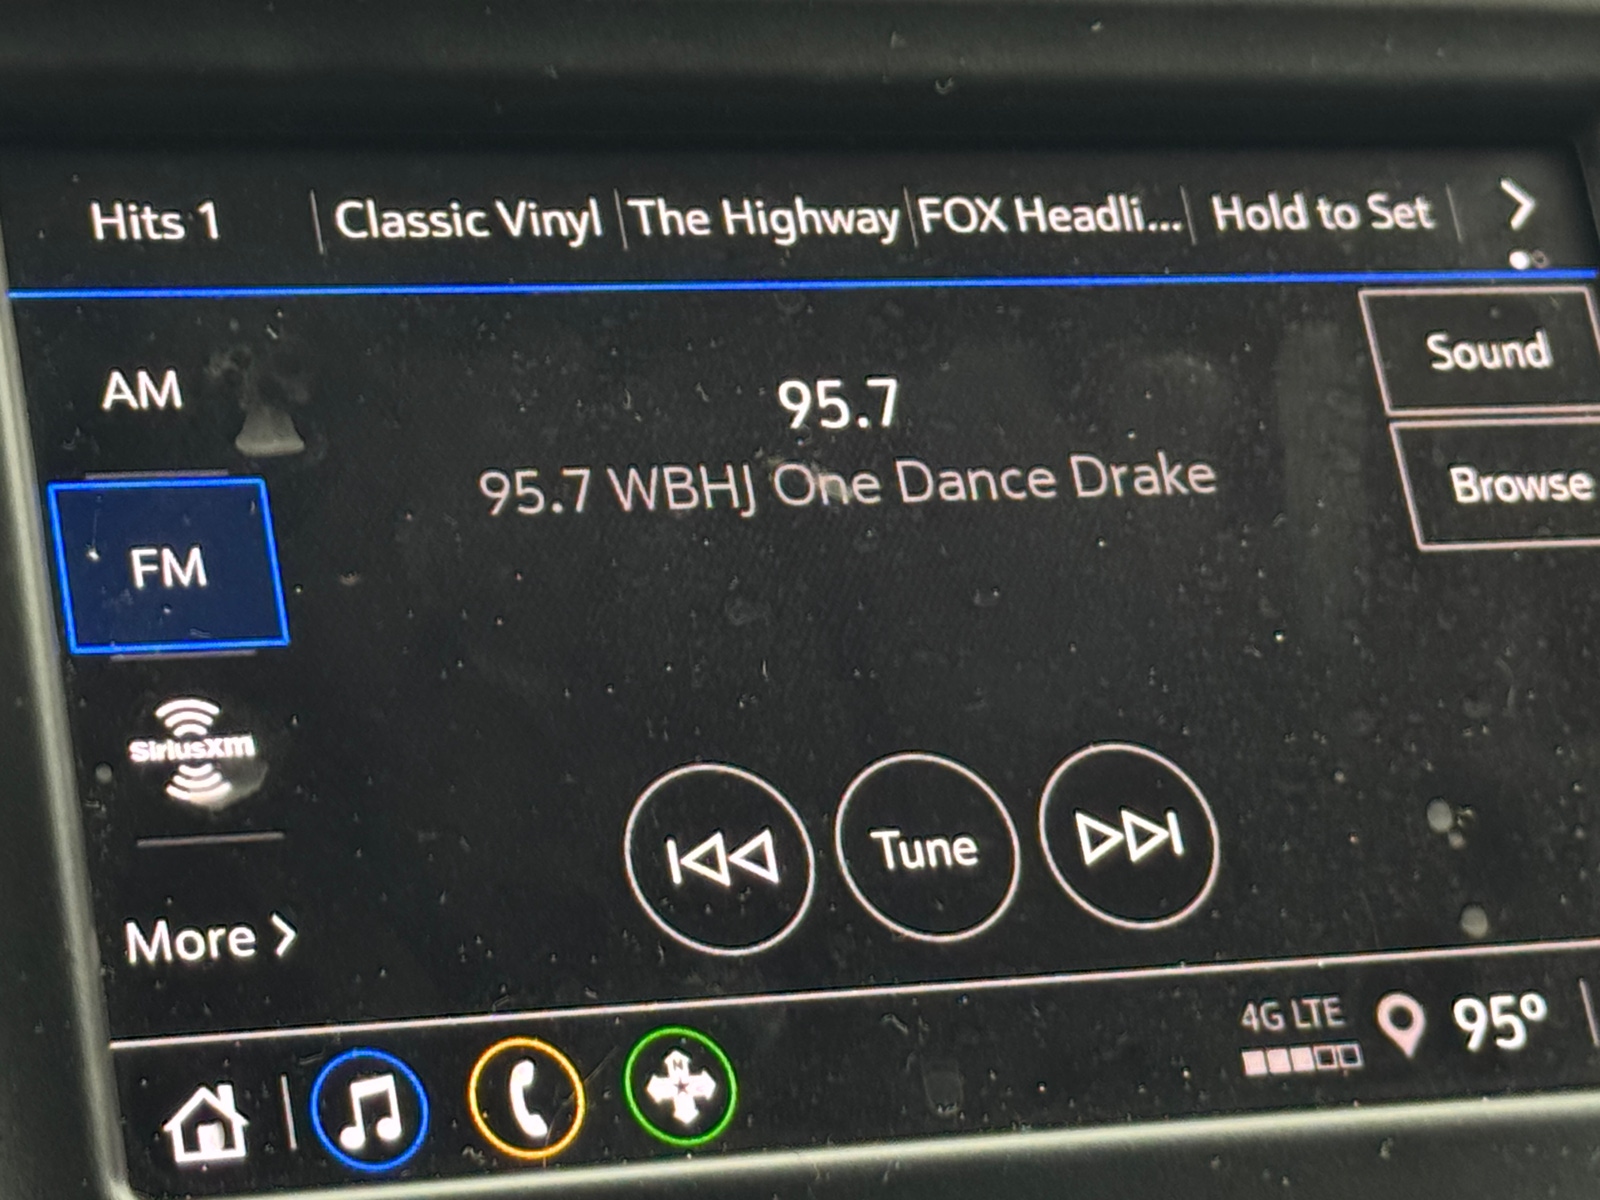 Hits 1
Classic Vinyl
The Highway
FOX Headli...
Hold to Set
Sound
AM
95.7
95.7 WBHJ One Dance Drake
Browse
FM
SiriusXM
Tune
More
4G LTE
95°
N